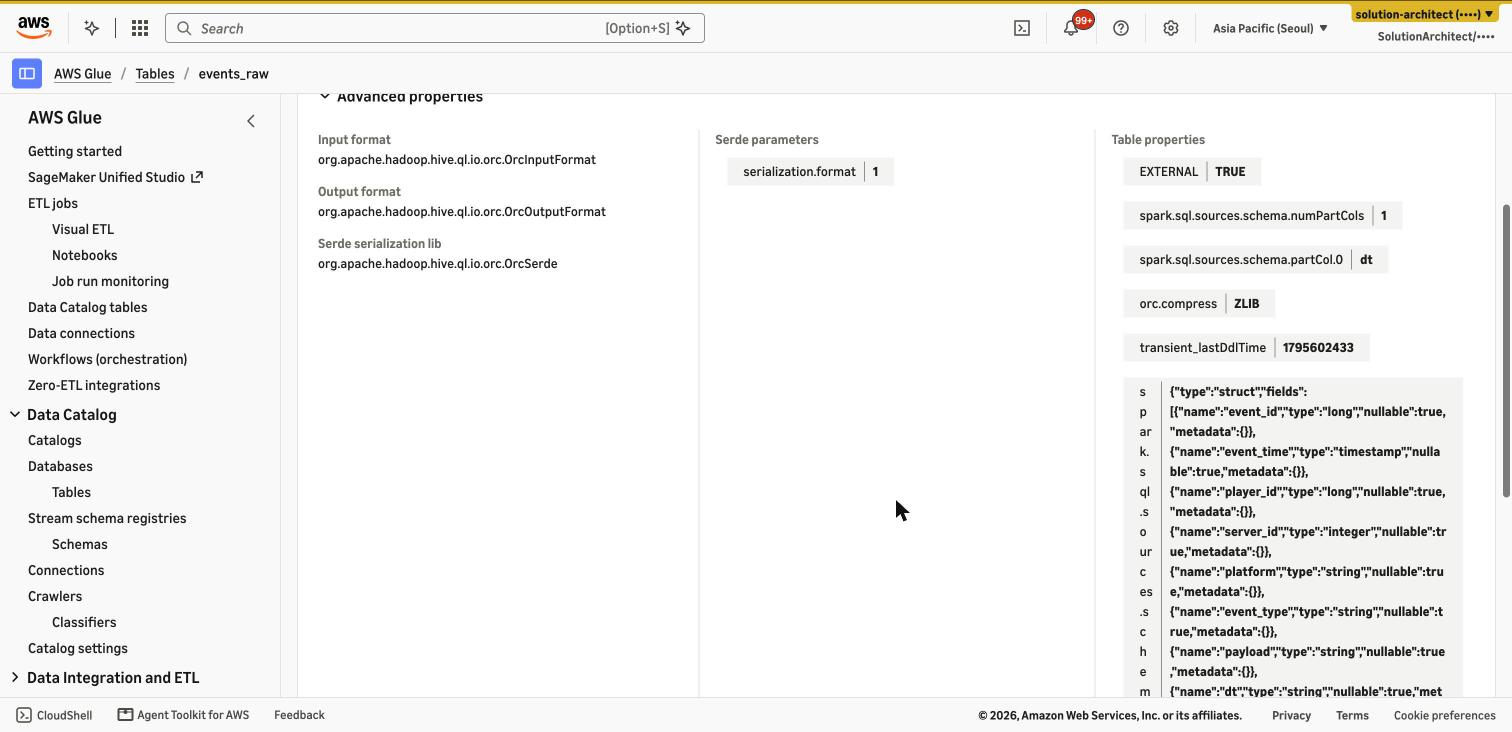 aws
Search
[Option+S]
99+
Asia Pacific (Seoul)
solution-architect (••••)
SolutionArchitect/••••
AWS Glue / Tables / events_raw
AWS Glue
Getting started
SageMaker Unified Studio
ETL jobs
Visual ETL
Notebooks
Job run monitoring
Data Catalog tables
Data connections
Workflows (orchestration)
Zero-ETL integrations
Data Catalog
Catalogs
Databases
Tables
Stream schema registries
Schemas
Connections
Crawlers
Classifiers
Catalog settings
Data Integration and ETL
Advanced properties
Input format
org.apache.hadoop.hive.ql.io.orc.OrcInputFormat
Output format
org.apache.hadoop.hive.ql.io.orc.OrcOutputFormat
Serde serialization lib
org.apache.hadoop.hive.ql.io.orc.OrcSerde
Serde parameters
serialization.format 1
Table properties
EXTERNAL TRUE
spark.sql.sources.schema.numPartCols 1
spark.sql.sources.schema.partCol.0 dt
orc.compress ZLIB
transient_lastDdlTime 1795602433
s
p
ar
k.
s
ql
.s
o
ur
c
es
.s
c
h
e
m
{"type":"struct","fields":
[{"name":"event_id","type":"long","nullable":true,
"metadata":{}},
{"name":"event_time","type":"timestamp","nulla
ble":true,"metadata":{}},
{"name":"player_id","type":"long","nullable":true,
"metadata":{}},
{"name":"server_id","type":"integer","nullable":tr
ue,"metadata":{}},
{"name":"platform","type":"string","nullable":tru
e,"metadata":{}},
{"name":"event_type","type":"string","nullable":t
rue,"metadata":{}},
{"name":"payload","type":"string","nullable":true
,"metadata":{}},
{"name":"dt","type":"string","nullable":true,"met
CloudShell
Agent Toolkit for AWS
Feedback
© 2026, Amazon Web Services, Inc. or its affiliates.
Privacy
Terms
Cookie preferences